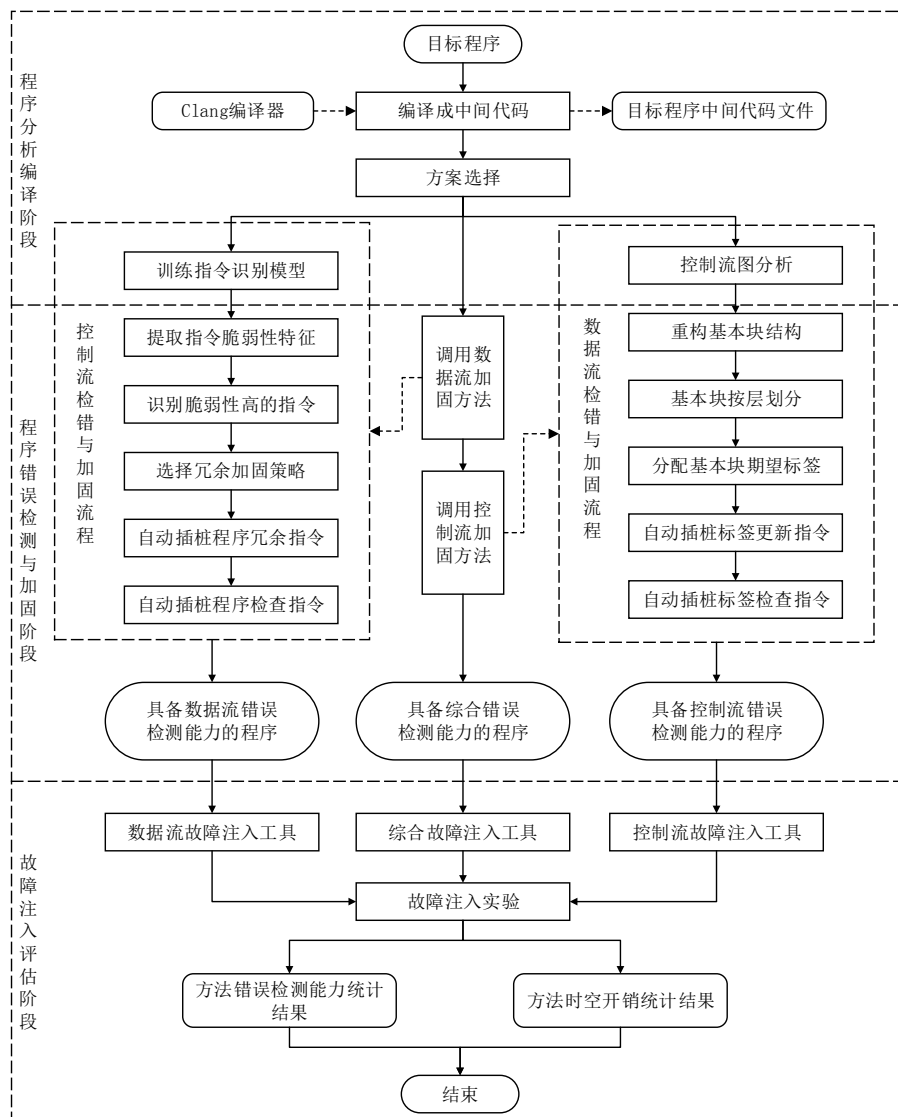 程序分析编译阶段
目标程序
Clang编译器
编译成中间代码
目标程序中间代码文件
方案选择
训练指令识别模型
控制流图分析
程序错误检测与加固阶段
控制流检错与加固流程
提取指令脆弱性特征
识别脆弱性高的指令
选择冗余加固策略
自动插桩程序冗余指令
自动插桩程序检查指令
调用数
据流加
固方法
调用控
制流加
固方法
数据流检错与加固流程
重构基本块结构
基本块按层划分
分配基本块期望标签
自动插桩标签更新指令
自动插桩标签检查指令
具备数据流错误
检测能力的程序
具备综合错误
检测能力的程序
具备控制流错误
检测能力的程序
故障注入评估阶段
数据流故障注入工具
综合故障注入工具
控制流故障注入工具
故障注入实验
方法错误检测能力统计
结果
方法时空开销统计结果
结束